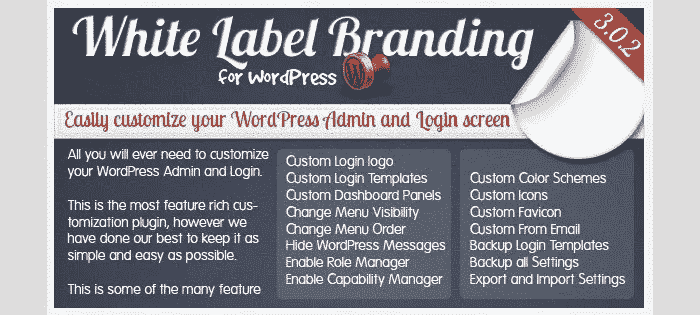 White Label Branding
for WordPress
3.0.2
Easily customize your WordPress Admin and Login screen
All you will ever need to customize
your WordPress Admin and Login.
This is the most feature rich cus-
tomization plugin, however we
have done our best to keep it as
simple and easy as possible.
This is some of the many feature
Custom Login logo
Custom Login Templates
Custom Dashboard Panels
Change Menu Visibility
Change Menu Order
Hide WordPress Messages
Enable Role Manager
Enable Capability Manager
Custom Color Schemes
Custom Icons
Custom Favicon
Custom From Email
Backup Login Templates
Backup all Settings
Export and Import Settings